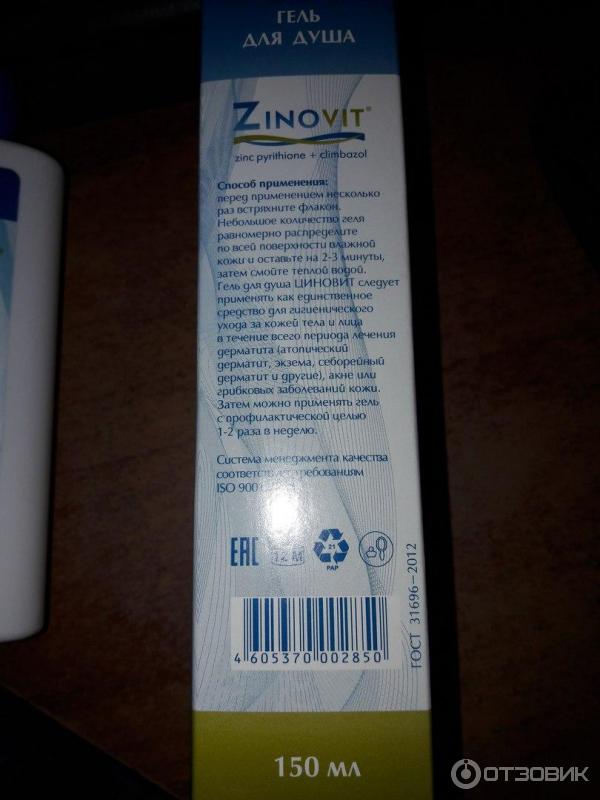 ГЕЛЬ
ДЛЯ ДУША
ZINOVIT®
zinc pyrithione + climbazol
Способ применения:
перед применением несколько
раз встряхните флакон.
Небольшое количество геля
равномерно распределите
по всей поверхности влажной
кожи и оставьте на 2-3 минуты,
затем смойте теплой водой.
Гель для душа ЦИНОВИТ следует
применять как единственное
средство для гигиенического
ухода за кожей тела и лица
в течение всего периода лечения
дерматита (атопический
дерматит, экзема, себорейный
дерматит и другие), акне или
грибковых заболеваний кожи.
Затем можно применять гель
с профилактической целью
1-2 раза в неделю.
Система менеджмента качества
соответствует требованиям
ISO 900
EAC
12 M
21
PAP
ГОСТ 31696–2012
4 605370 002850
150 мл
ОТЗОВИК